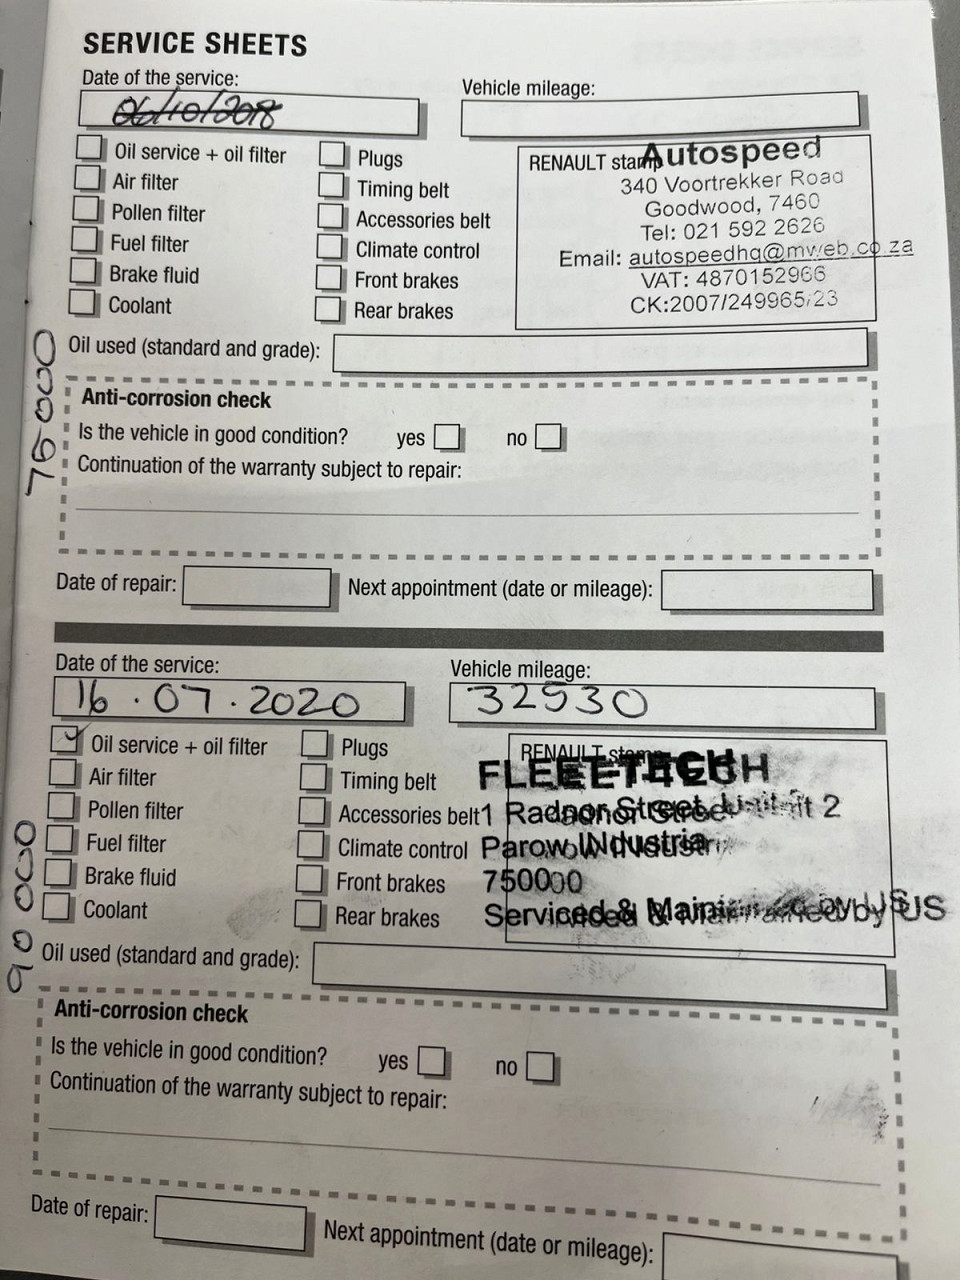 SERVICE SHEETS
Date of the service:
Vehicle mileage:
06/10/2018
Oil service + oil filter
Plugs
RENAULT stamp
Autospeed
Air filter
Timing belt
340 Voortrekker Road
Pollen filter
Accessories belt
Goodwood, 7460
Fuel filter
Climate control
Tel: 021 592 2626
Brake fluid
Front brakes
Email: autospeedhq@mweb.co.za
Coolant
Rear brakes
VAT: 4870152966
CK:2007/249965/23
Oil used (standard and grade):
76000
Anti-corrosion check
Is the vehicle in good condition? yes no
Continuation of the warranty subject to repair:
Date of repair:
Next appointment (date or mileage):
Date of the service:
Vehicle mileage:
16.07.2020
32530
Oil service + oil filter
Plugs
RENAULT stamp
FLEET-TECH
Air filter
Timing belt
Pollen filter
Accessories belt
1 Radnor Street Unit 2
Fuel filter
Climate control
Parow INdustria
Brake fluid
Front brakes
7500
Coolant
Rear brakes
Serviced & Maintained by US
90 000
Oil used (standard and grade):
Anti-corrosion check
Is the vehicle in good condition? yes no
Continuation of the warranty subject to repair:
Date of repair:
Next appointment (date or mileage):